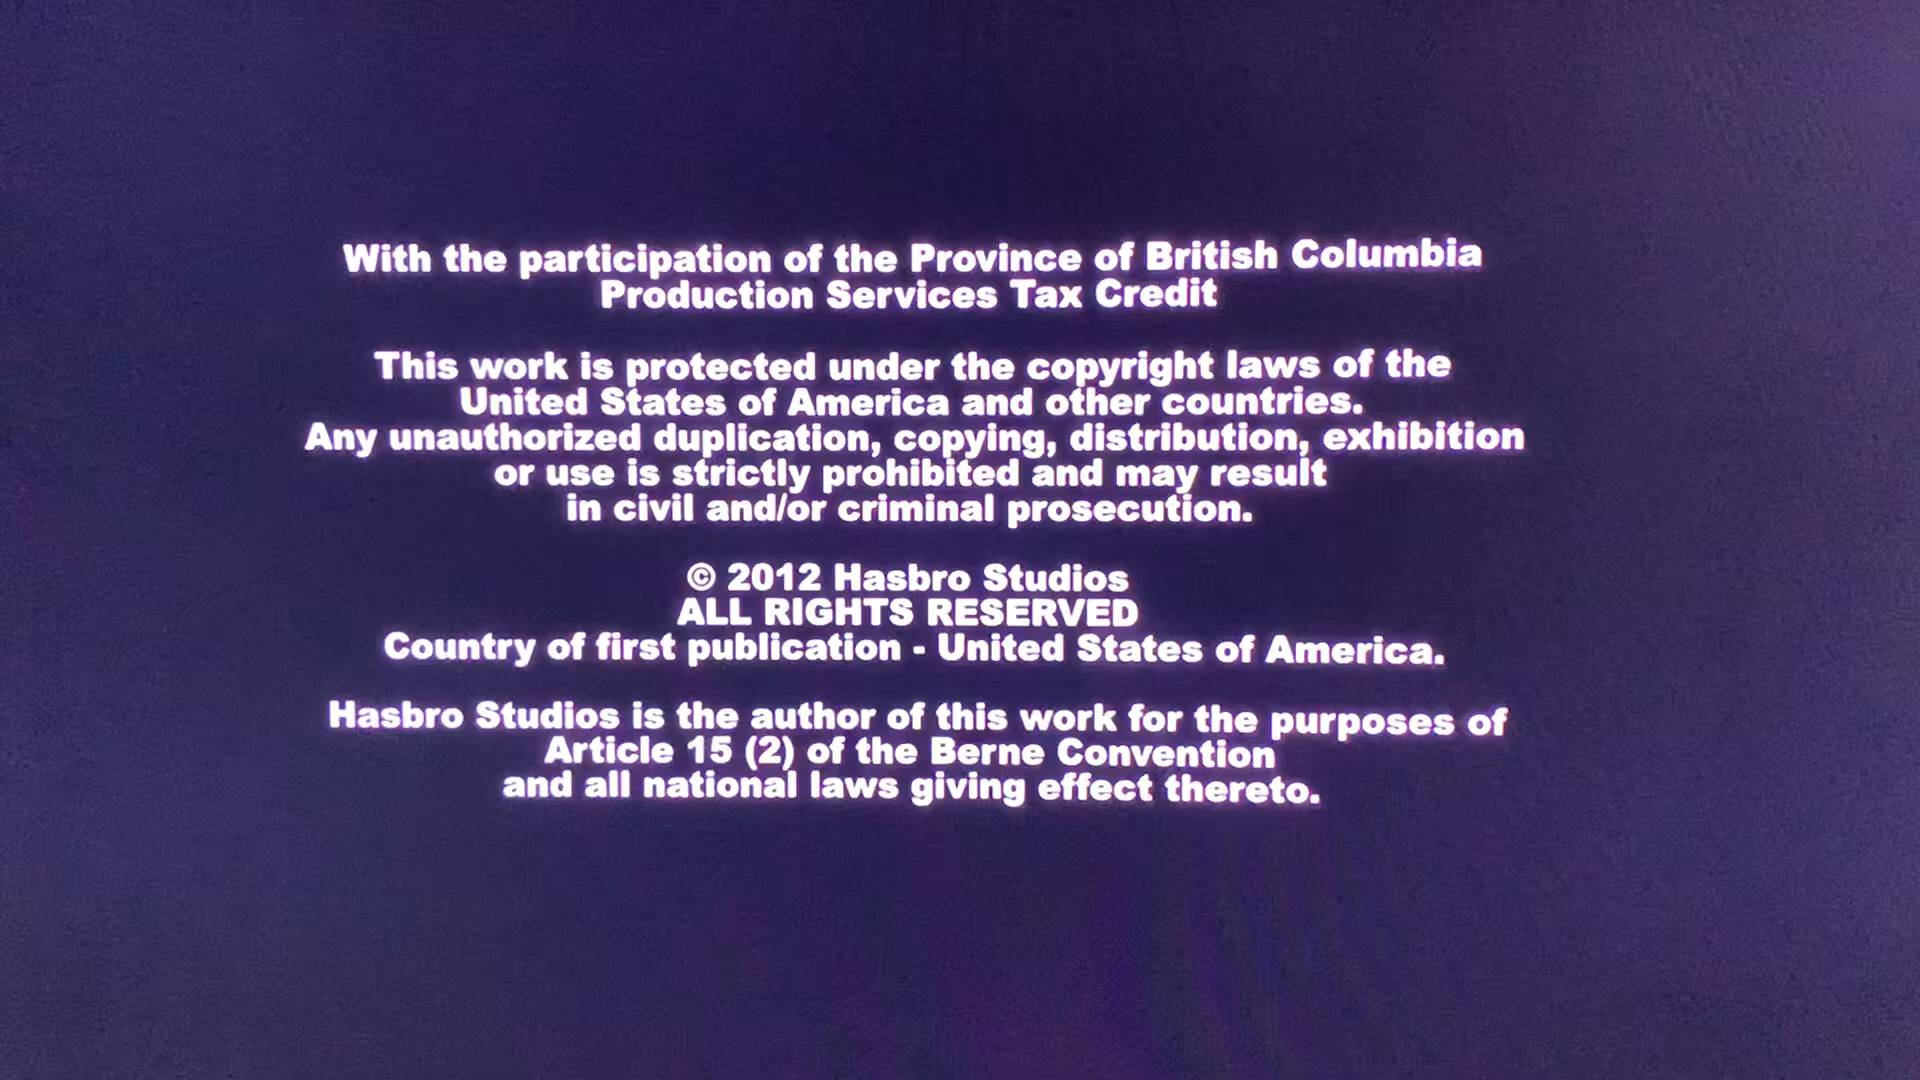 With the participation of the Province of British Columbia
Production Services Tax Credit
This work is protected under the copyright laws of the
United States of America and other countries.
Any unauthorized duplication, copying, distribution, exhibition
or use is strictly prohibited and may result
in civil and/or criminal prosecution.
© 2012 Hasbro Studios
ALL RIGHTS RESERVED
Country of first publication - United States of America.
Hasbro Studios is the author of this work for the purposes of
Article 15 (2) of the Berne Convention
and all national laws giving effect thereto.